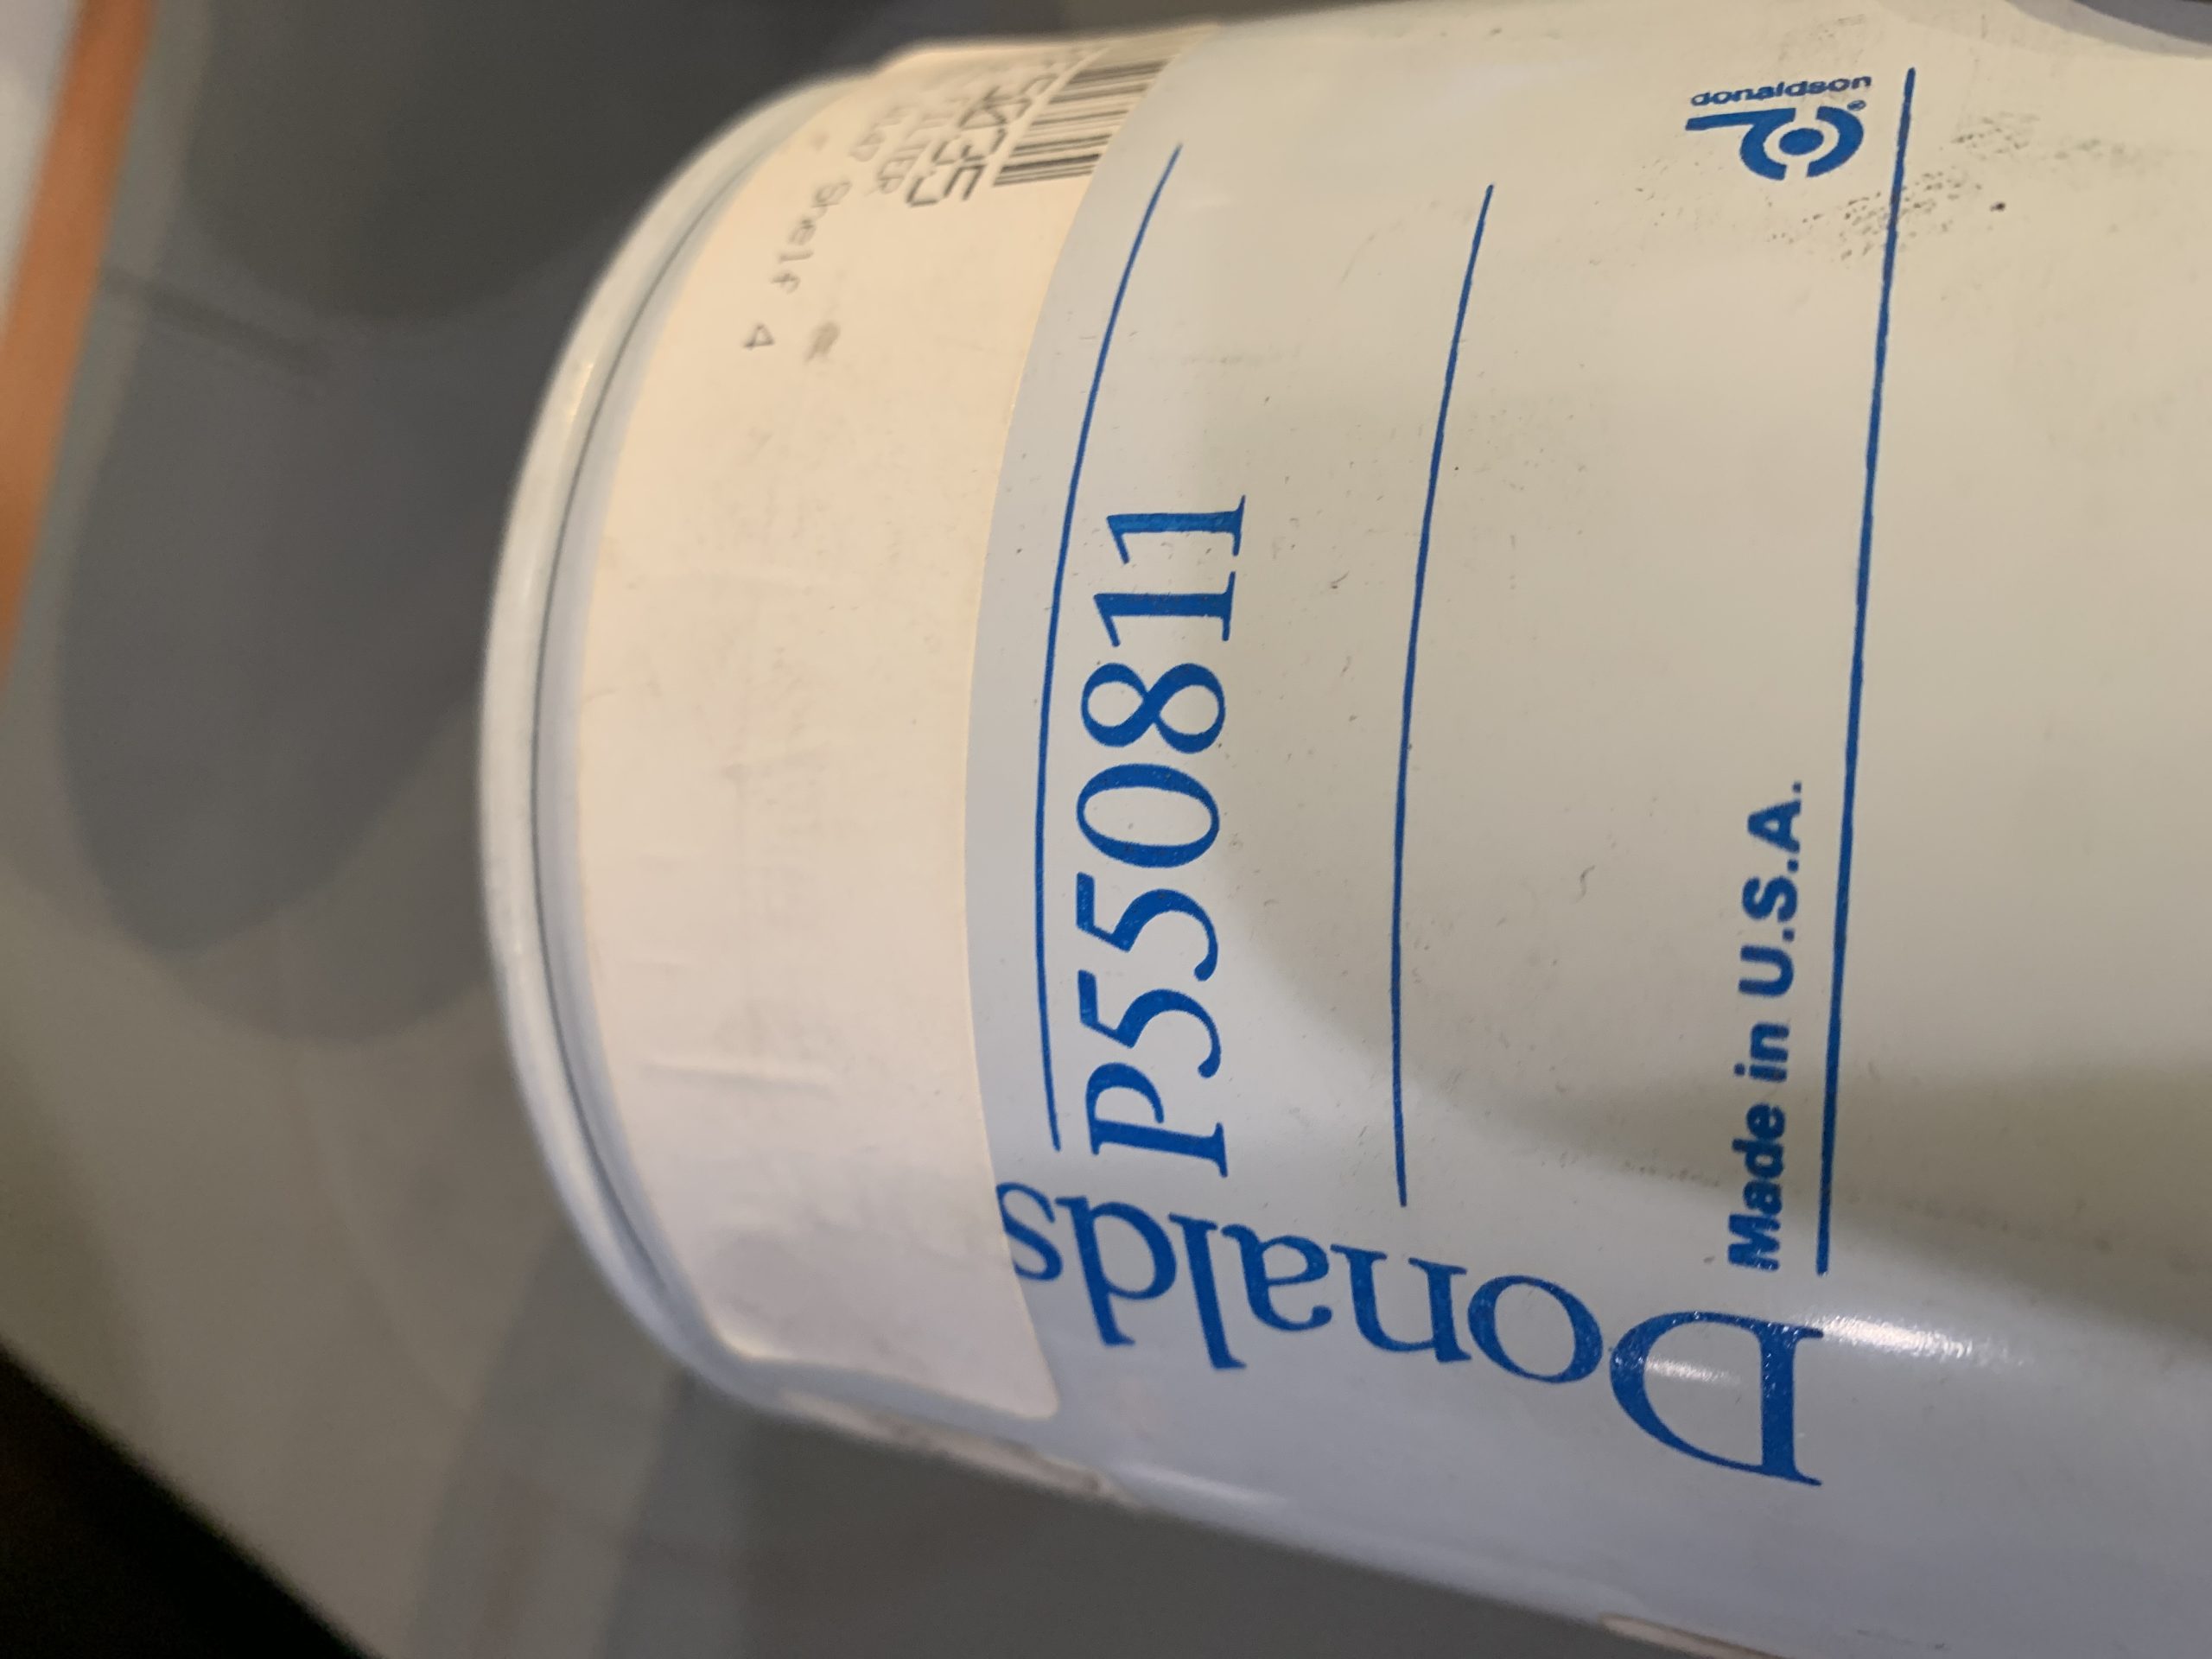 donaldson
P550811
Made in U.S.A.
Donalds
Shelf 4